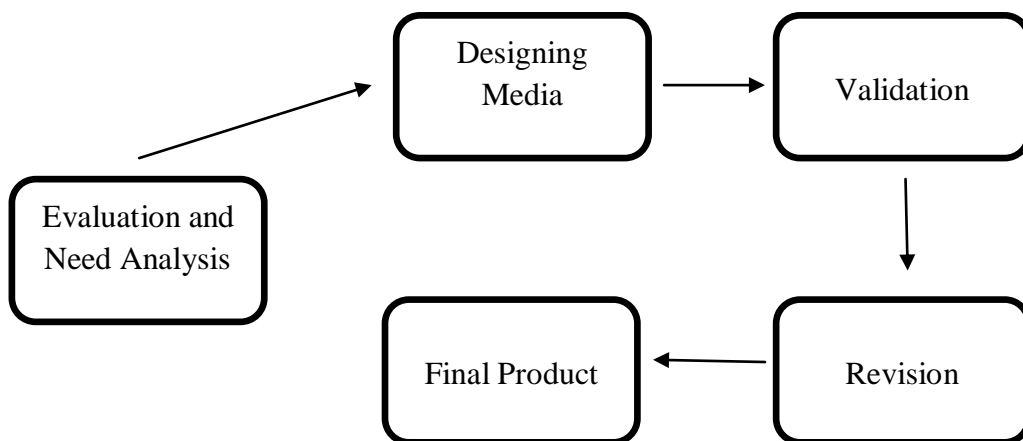 Evaluation and
Need Analysis
Designing
Media
Validation
Revision
Final Product